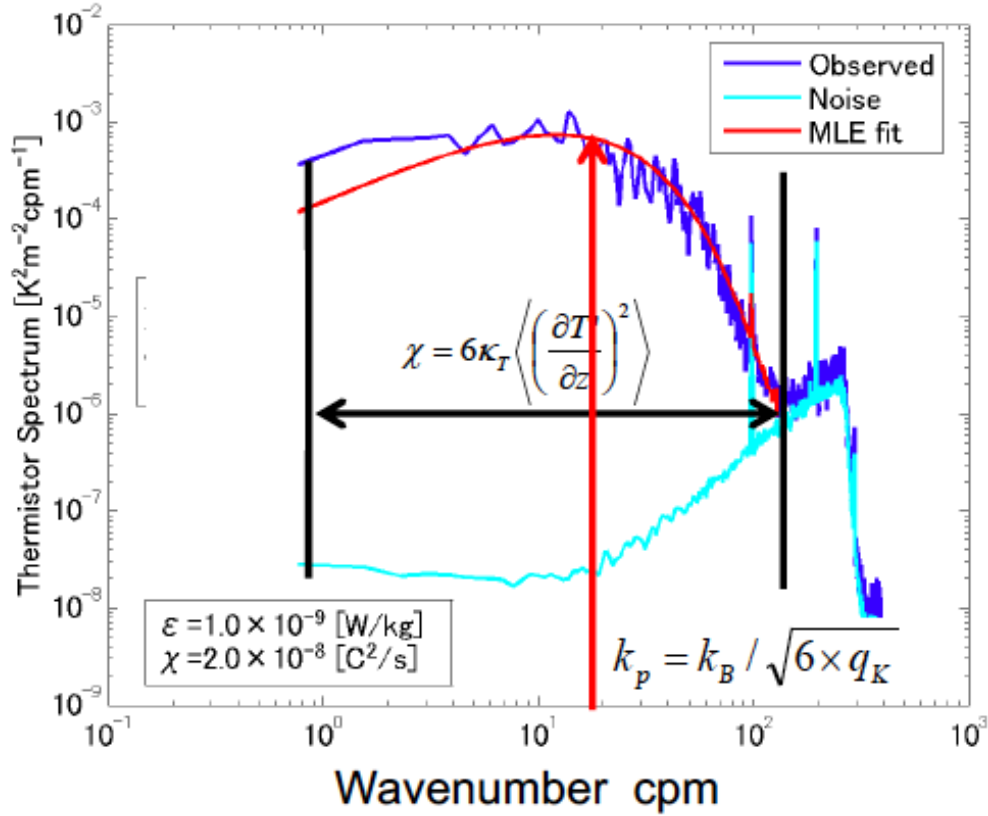 10⁻²
10⁻³
10⁻⁴
10⁻⁵
10⁻⁶
10⁻⁷
10⁻⁸
10⁻⁹
Thermistor Spectrum [K²m⁻²cpm⁻¹]
Observed
Noise
MLE fit
χ = 6κ_T ⟨(∂T'/∂z)²⟩
ε =1.0 × 10⁻⁹ [W/kg]
χ =2.0 × 10⁻⁸ [C²/s]
k_p = k_B / √(6 × q_K)
10⁻¹ 10⁰ 10¹ 10² 10³
Wavenumber cpm